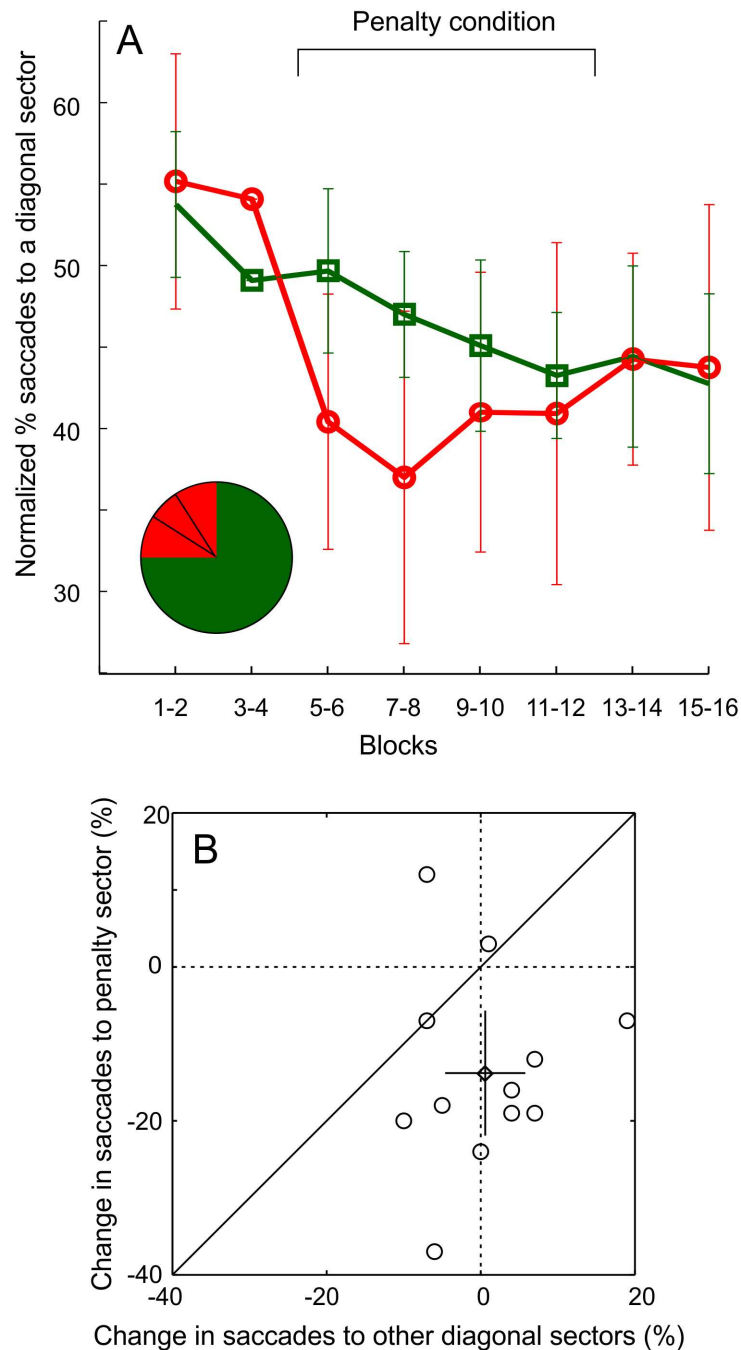 Penalty condition
A
Normalized % saccades to a diagonal sector
60
50
40
30
1-2 3-4 5-6 7-8 9-10 11-12 13-14 15-16
Blocks
B
Change in saccades to penalty sector (%)
20
0
-20
-40
-40 -20 0 20
Change in saccades to other diagonal sectors (%)